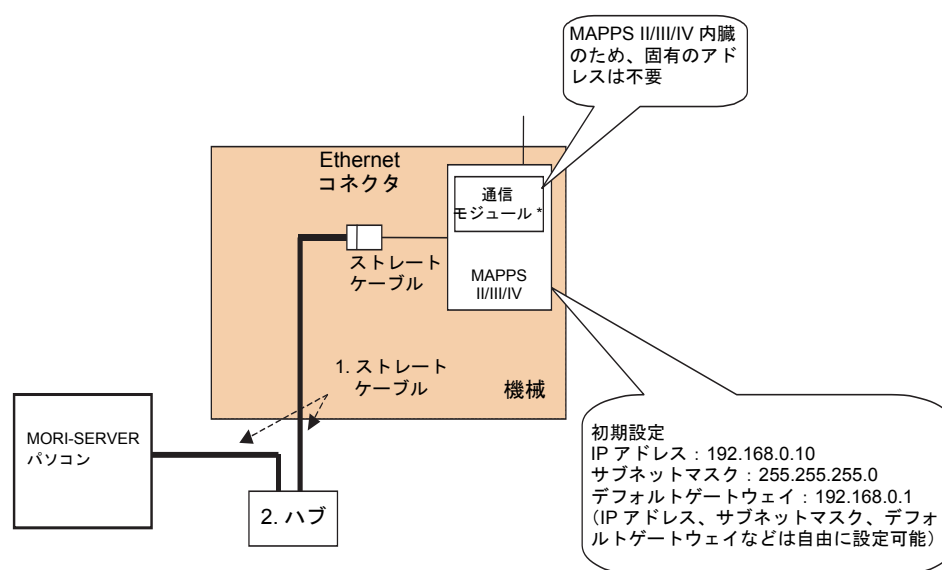 MAPPS II/III/IV 内臓
のため、固有のアド
レスは不要
Ethernet
コネクタ
通信
モジュール *
ストレート
ケーブル
MAPPS
II/III/IV
1. ストレート
ケーブル
機械
MORI-SERVER
パソコン
2. ハブ
初期設定
IP アドレス：192.168.0.10
サブネットマスク：255.255.255.0
デフォルトゲートウェイ：192.168.0.1
（IP アドレス、サブネットマスク、デフォ
ルトゲートウェイなどは自由に設定可能）